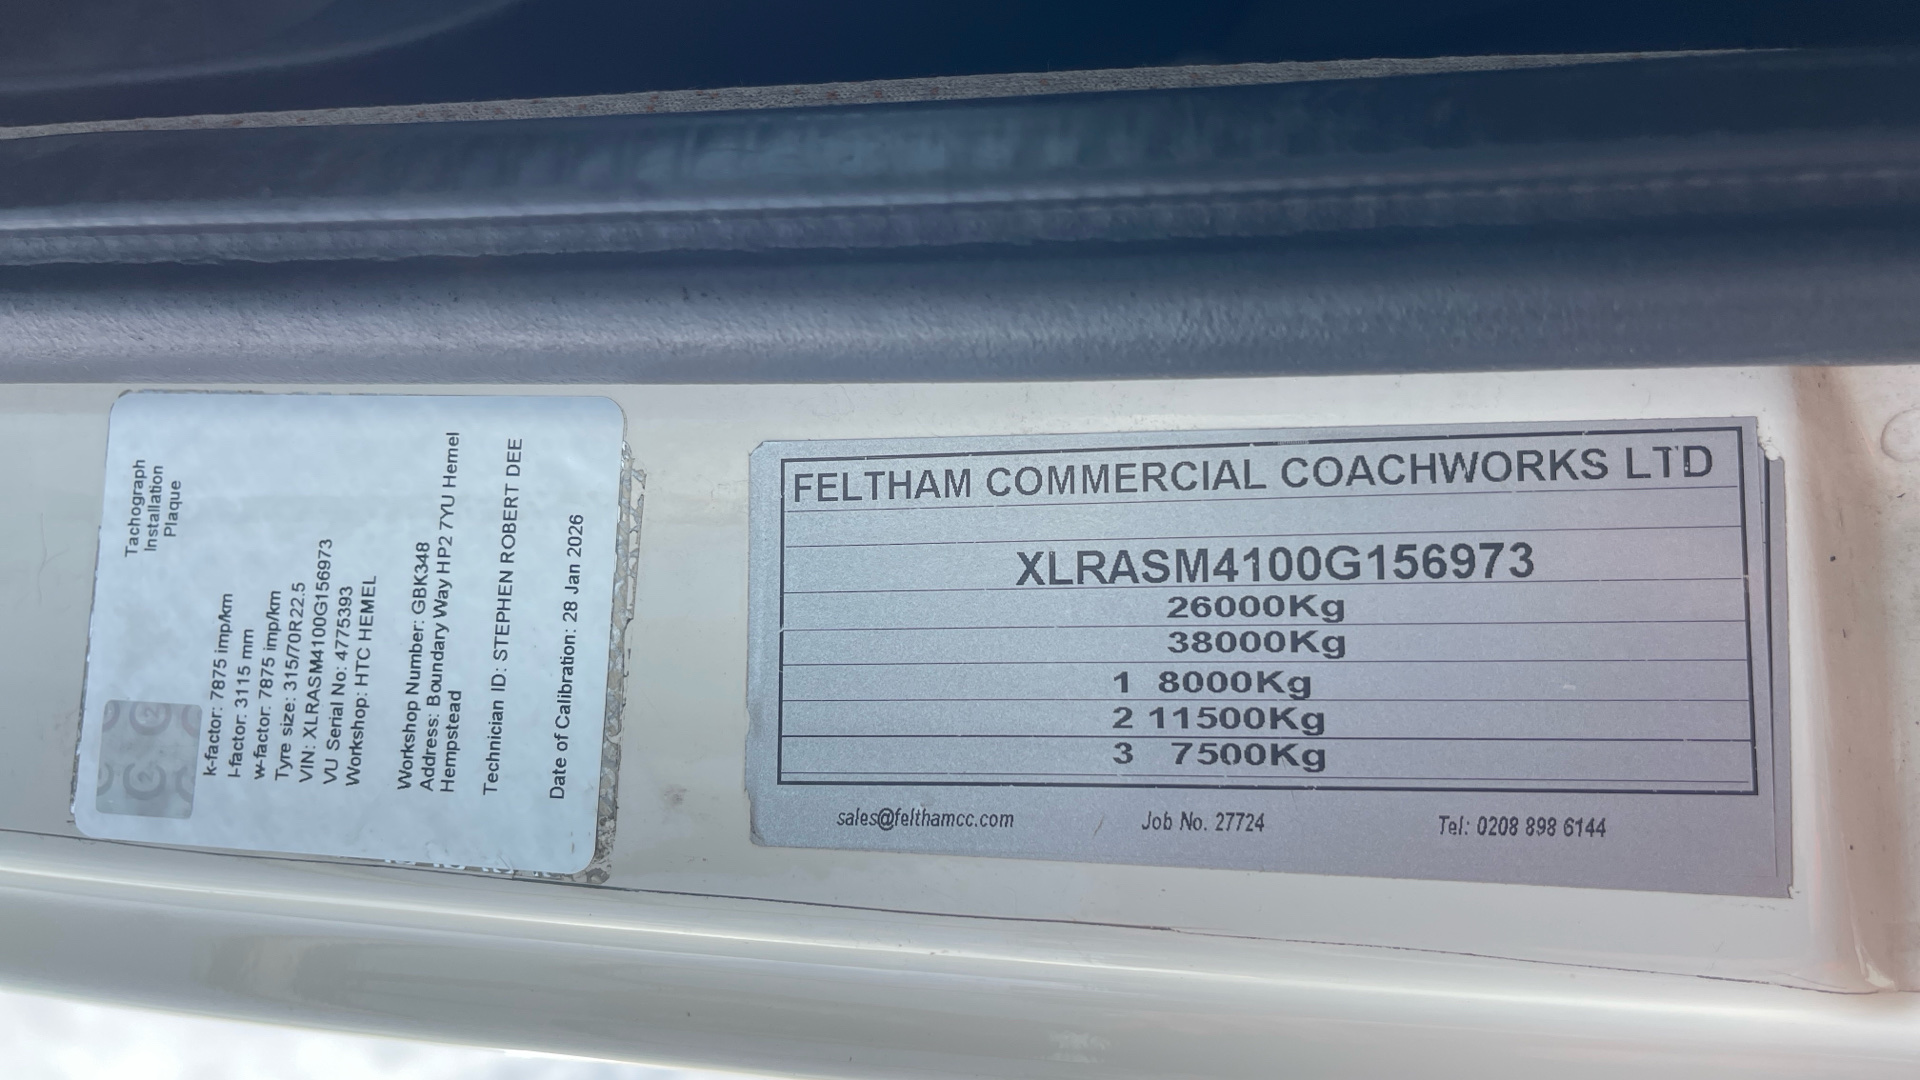 Tachograph
Installation
Plaque
k-factor: 7875 imp/km
l-factor: 3115 mm
w-factor: 7875 imp/km
Tyre size: 315/70R22.5
VIN: XLRASM4100G156973
VU Serial No: 4775393
Workshop: HTC HEMEL
Workshop Number: GBK348
Address: Boundary Way HP2 7YU Hemel
Hempstead
Technician ID: STEPHEN ROBERT DEE
Date of Calibration: 28 Jan 2026
FELTHAM COMMERCIAL COACHWORKS LTD
XLRASM4100G156973
26000Kg
38000Kg
1 8000Kg
2 11500Kg
3 7500Kg
sales@felthamcc.com Job No. 27724 Tel: 0208 898 6144